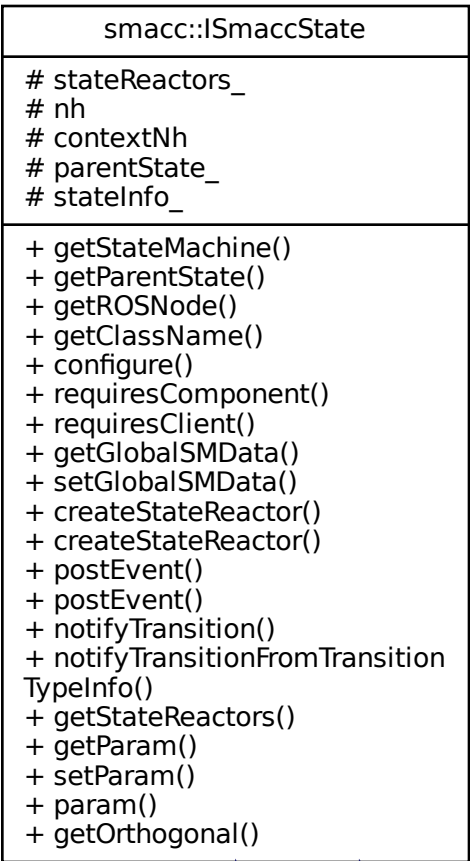 smacc::ISmaccState
# stateReactors_
# nh
# contextNh
# parentState_
# stateInfo_
+ getStateMachine()
+ getParentState()
+ getROSNode()
+ getClassName()
+ configure()
+ requiresComponent()
+ requiresClient()
+ getGlobalSMData()
+ setGlobalSMData()
+ createStateReactor()
+ createStateReactor()
+ postEvent()
+ postEvent()
+ notifyTransition()
+ notifyTransitionFromTransition
TypeInfo()
+ getStateReactors()
+ getParam()
+ setParam()
+ param()
+ getOrthogonal()